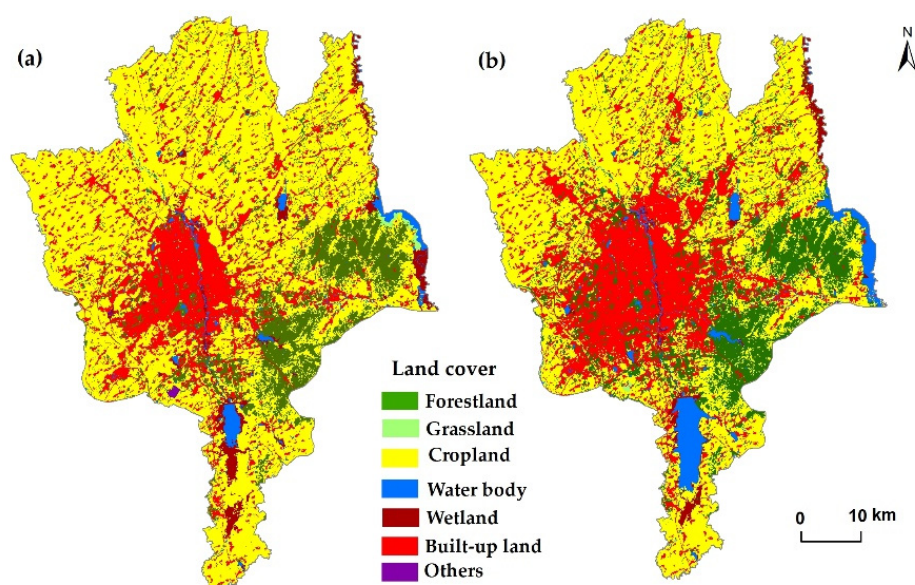 (a)
(b)
N
Land cover
Forestland
Grassland
Cropland
Water body
Wetland
Built-up land
Others
0 10 km